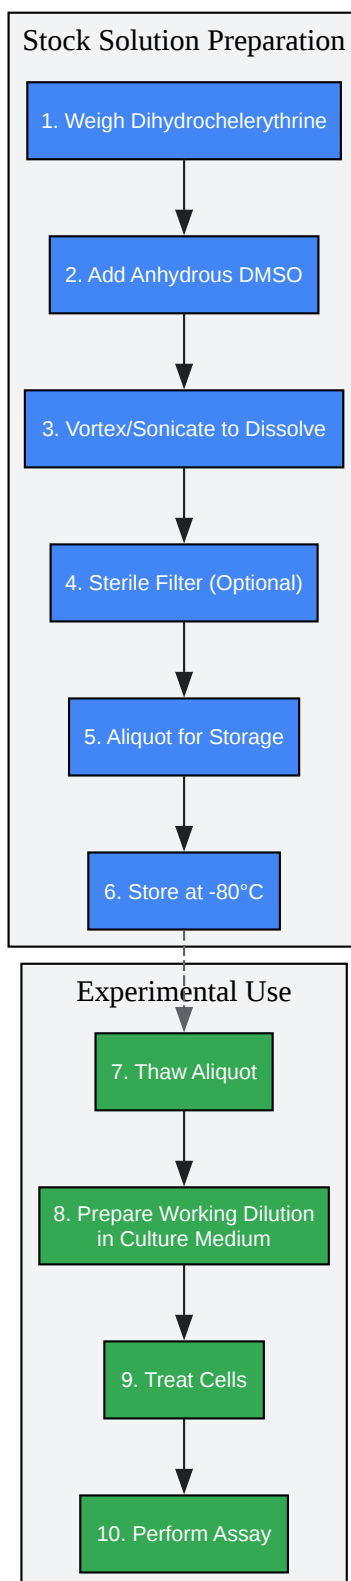 Stock Solution Preparation
1. Weigh Dihydrochelerythrine
2. Add Anhydrous DMSO
3. Vortex/Sonicate to Dissolve
4. Sterile Filter (Optional)
5. Aliquot for Storage
6. Store at -80°C
Experimental Use
7. Thaw Aliquot
8. Prepare Working Dilution
in Culture Medium
9. Treat Cells
10. Perform Assay